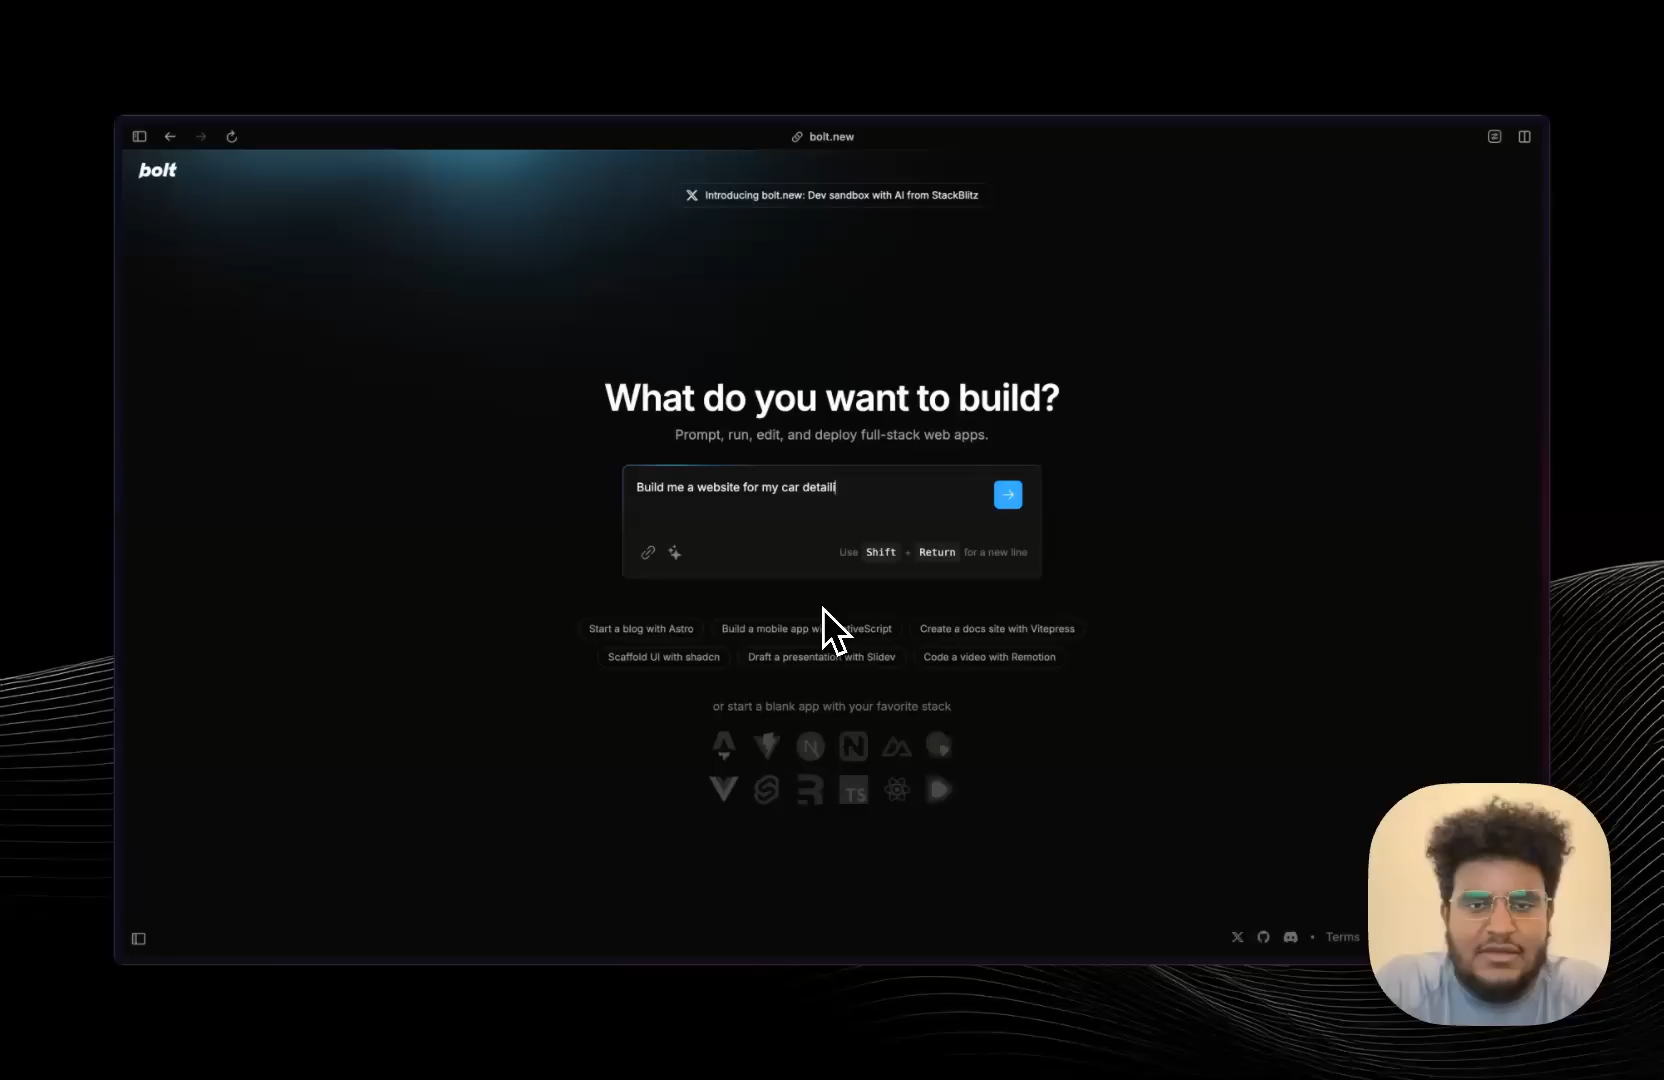 bolt.new
bolt
Introducing bolt.new: Dev sandbox with AI from StackBlitz
What do you want to build?
Prompt, run, edit, and deploy full-stack web apps.
Build me a website for my car detaili
Use Shift + Return for a new line
Start a blog with Astro
Build a mobile app
Create a docs site with Vitepress
Scaffold UI with shadcn
Draft a presentation with Slidev
Code a video with Remotion
or start a blank app with your favorite stack
N
TS
Terms